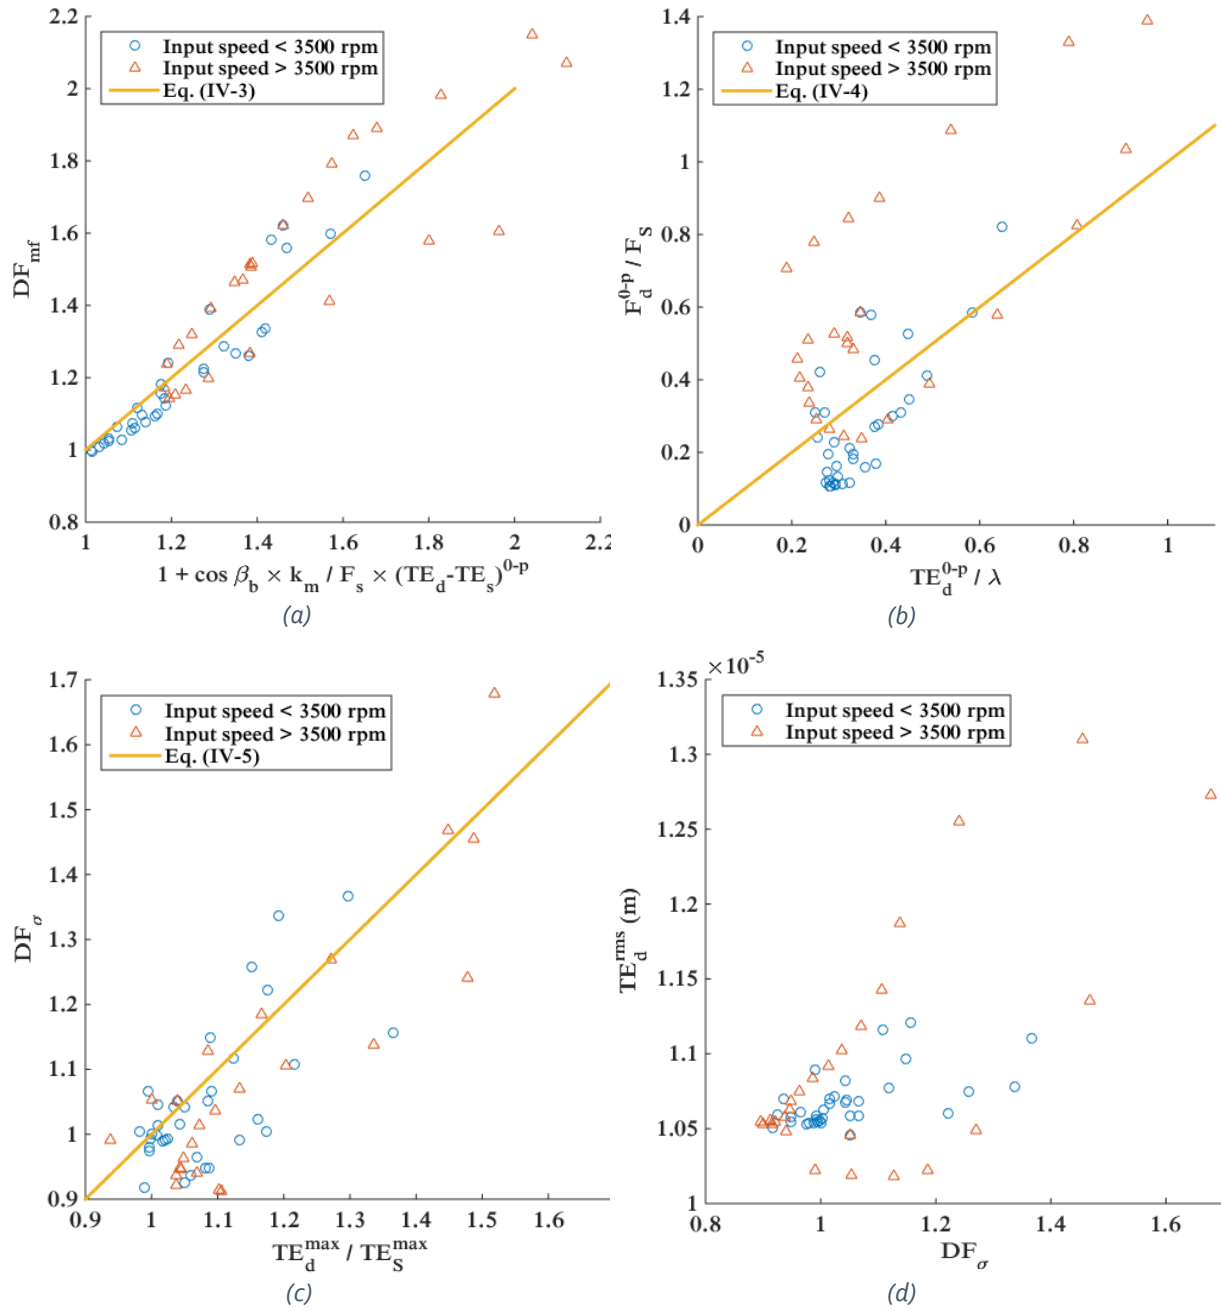 2.2
2
1.8
1.6
1.4
1.2
1
0.8
DF_mf
Input speed < 3500 rpm
Input speed > 3500 rpm
Eq. (IV-3)
1 1.2 1.4 1.6 1.8 2 2.2
1 + cos β_b × k_m / F_s × (TE_d-TE_s)^0-p
(a)
1.4
1.2
1
0.8
0.6
0.4
0.2
0
F_d^0-p / F_S
Input speed < 3500 rpm
Input speed > 3500 rpm
Eq. (IV-4)
0 0.2 0.4 0.6 0.8 1
TE_d^0-p / λ
(b)
1.7
1.6
1.5
1.4
1.3
1.2
1.1
1
0.9
DF_σ
Input speed < 3500 rpm
Input speed > 3500 rpm
Eq. (IV-5)
0.9 1 1.1 1.2 1.3 1.4 1.5 1.6
TE_d^max / TE_S^max
(c)
×10^-5
1.35
1.3
1.25
1.2
1.15
1.1
1.05
1
TE_d^rms (m)
Input speed < 3500 rpm
Input speed > 3500 rpm
0.8 1 1.2 1.4 1.6
DF_σ
(d)